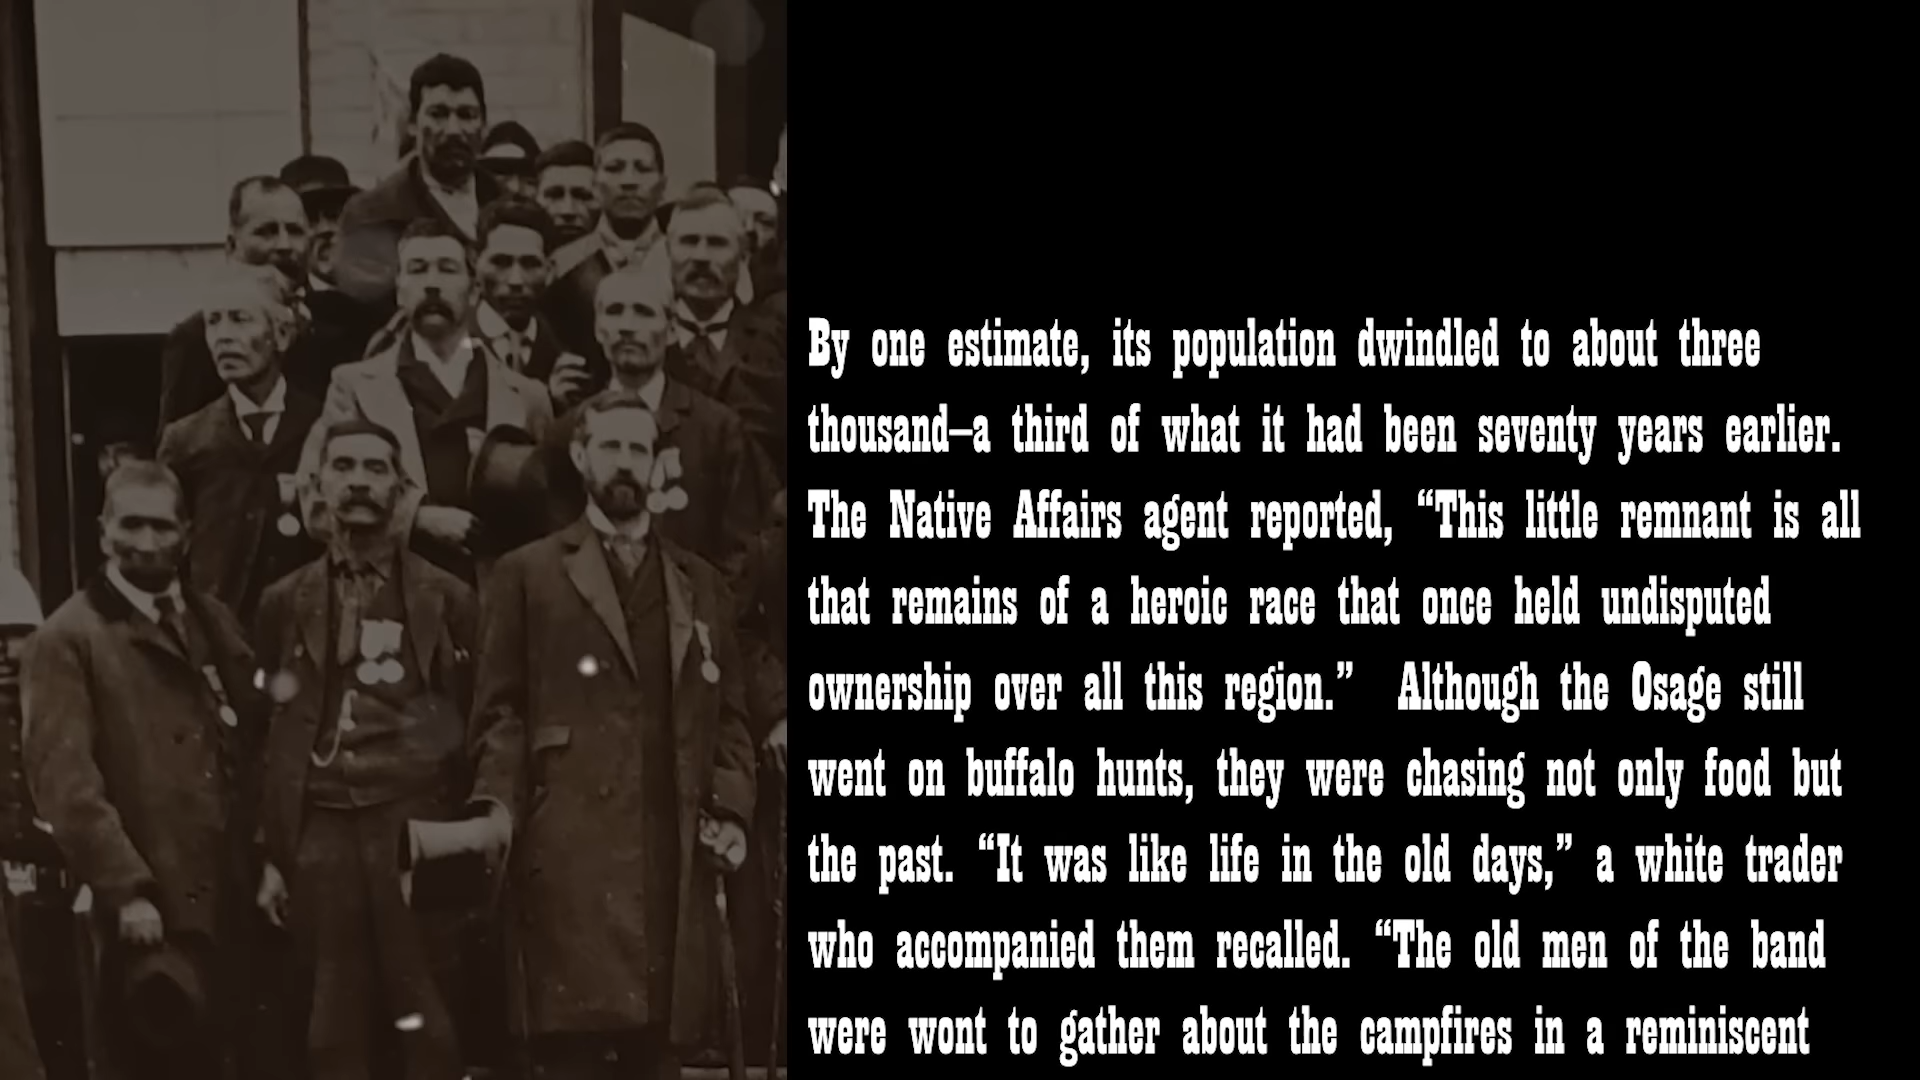 By one estimate, its population dwindled to about three
thousand—a third of what it had been seventy years earlier.
The Native Affairs agent reported, “This little remnant is all
that remains of a heroic race that once held undisputed
ownership over all this region.” Although the Osage still
went on buffalo hunts, they were chasing not only food but
the past. “It was like life in the old days,” a white trader
who accompanied them recalled. “The old men of the band
were wont to gather about the campfires in a reminiscent